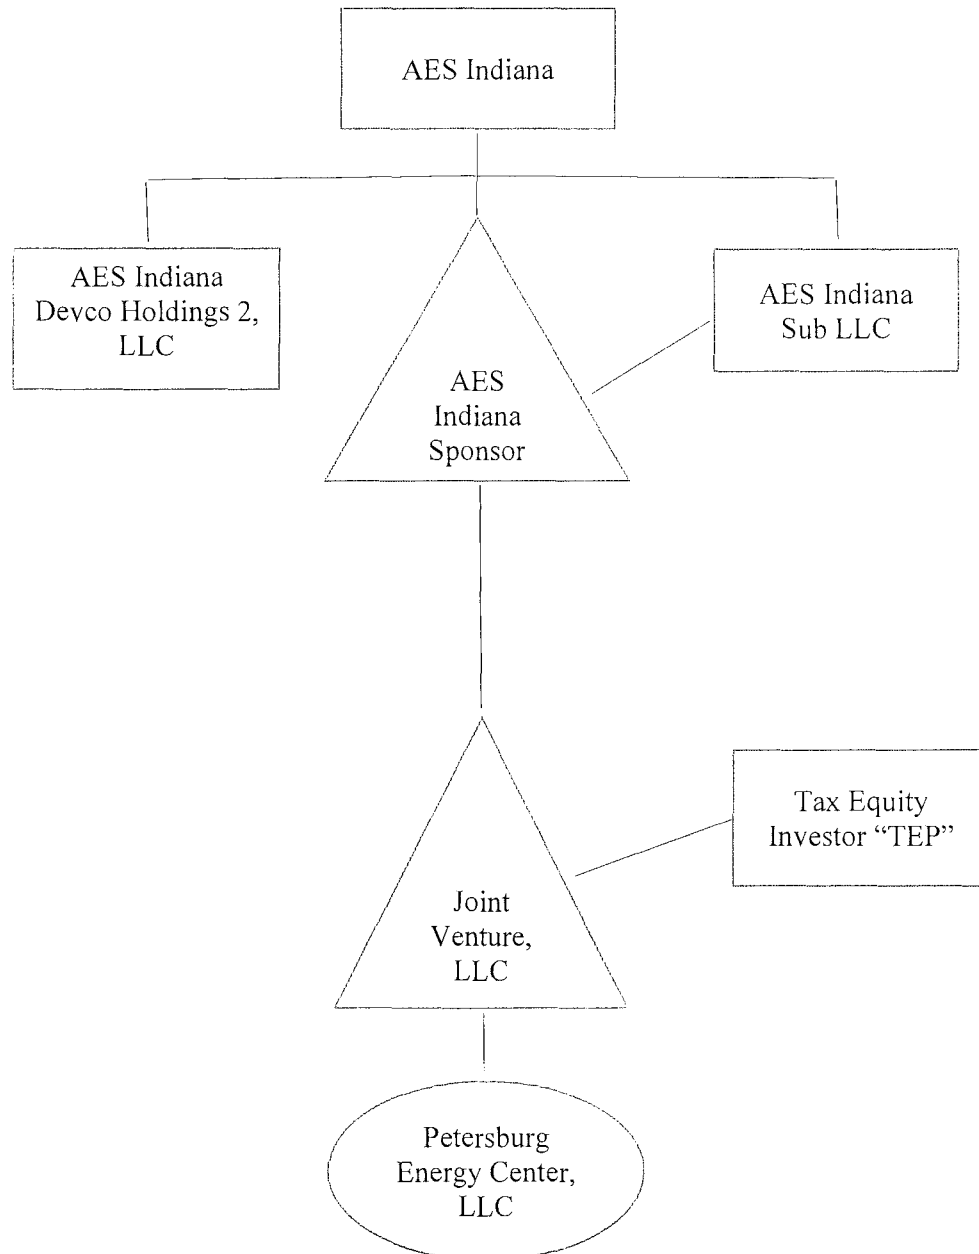 AES Indiana
AES Indiana
Devco Holdings 2,
LLC
AES Indiana
Sub LLC
AES
Indiana
Sponsor
Tax Equity
Investor “TEP”
Joint
Venture,
LLC
Petersburg
Energy Center,
LLC